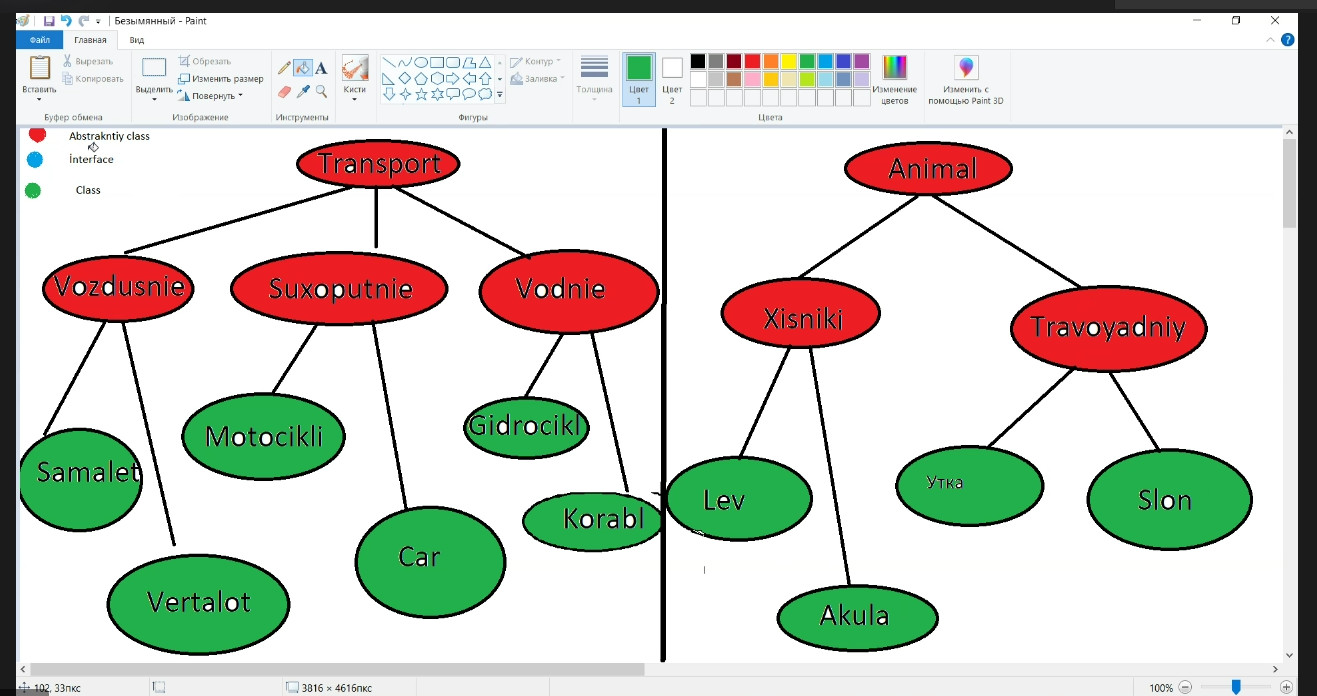 Безымянный - Paint
Файл Главная Вид
Вставить
Вырезать
Копировать
Буфер обмена
Выделить
Обрезать
Изменить размер
Повернуть
Изображение
A
Инструменты
Кисти
Контур
Заливка
Фигуры
Толщина
Цвет
1
Цвет
2
Изменение
цветов
Цвета
Изменить с
помощью Paint 3D
Abstrakntiy class
İnterface
Class
Transport
Vozdusnie Suxoputnie Vodnie
Motocikli Gidrocikl
Samalet
Korabl
Car
Vertalot
Animal
Xisniki Travoyadniy
Lev Утка Slon
Akula
102, 33пкс
3816 × 4616пкс
100%